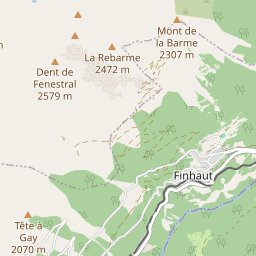 Mont de
la Barme
2307 m
La Rebarme
2472 m
Dent de
Fenestral
2579 m
Finhaut
Tête à
Gay
2070 m